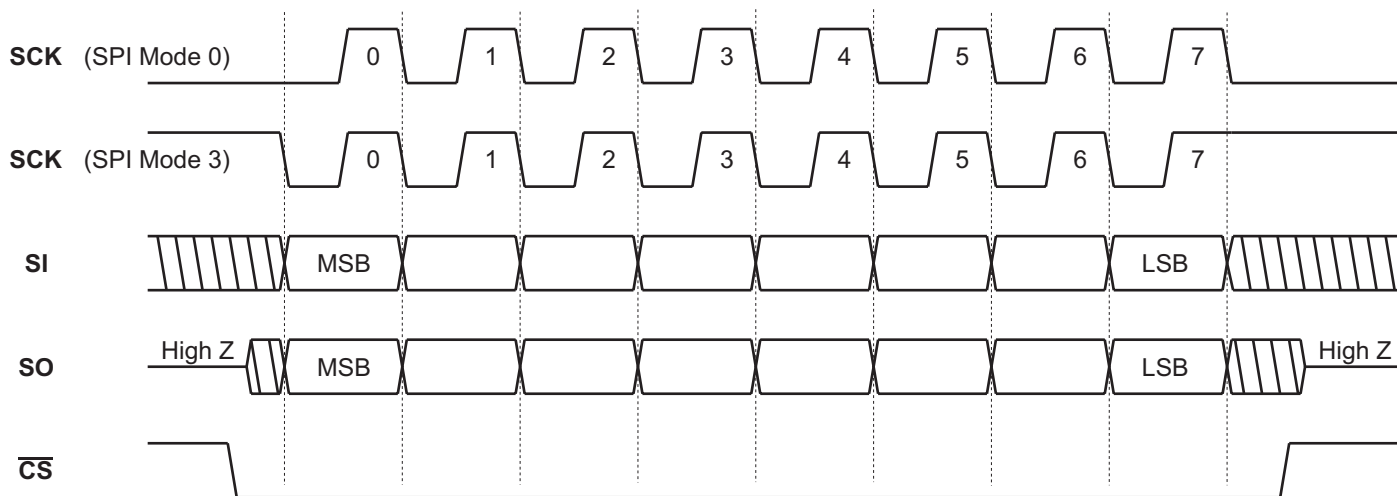 SCK (SPI Mode 0) 0 1 2 3 4 5 6 7
SCK (SPI Mode 3) 0 1 2 3 4 5 6 7
SI MSB LSB
SO High Z MSB LSB High Z
C̅S̅